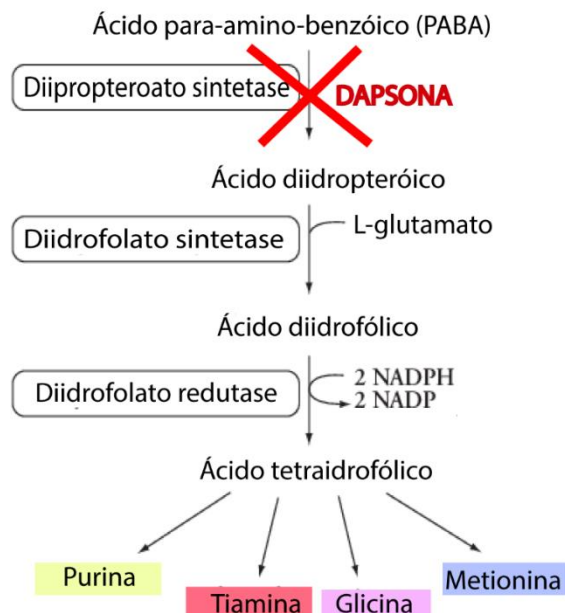 Ácido para-amino-benzóico (PABA)
Diipropteroato sintetase
DAPSONA
Ácido diidropteróico
L-glutamato
Diidrofolato sintetase
Ácido diidrofólico
2 NADPH
2 NADP
Diidrofolato redutase
Ácido tetraidrofólico
Purina
Tiamina
Glicina
Metionina